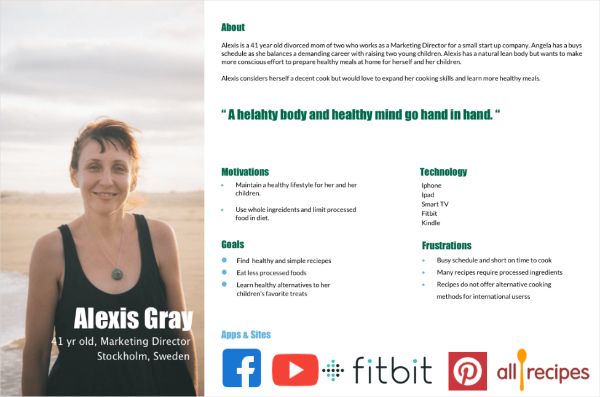 About
Alexis is a 41 year old divorced mom of two who works as a Marketing Director for a small start up company. Angela has a buys
schedule as she balances a demanding career with raising two young children. Alexis has a natural lean body but wants to make
more conscious effort to prepare healthy meals at home for herself and her children.
Alexis considers herself a decent cook but would love to expand her cooking skills and learn more healthy meals.
“ A helahty body and healthy mind go hand in hand. “
Motivations
Maintain a healthy lifestyle for her and her
children.
Use whole ingreidents and limit processed
food in diet.
Technology
Iphone
Ipad
Smart TV
Fitbit
Kindle
Goals
Find healthy and simple reciepes
Eat less processed foods
Learn healthy alternatives to her
children's favorite treats
Frustrations
Busy schedule and short on time to cook
Many recipes require processed ingredients
Recipes do not offer alternative cooking
methods for international userss
Alexis Gray
41 yr old, Marketing Director
Stockholm, Sweden
Apps & Sites
f
fitbit
p
allrecipes